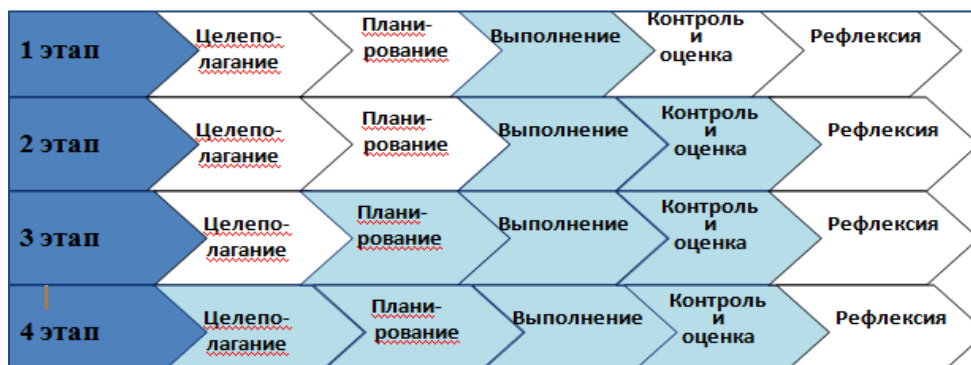 1 этап
Целепо-
лагание
Плани-
рование
Выполнение
Контроль
и
оценка
Рефлексия
2 этап
Целепо-
лагание
Плани-
рование
Выполнение
Контроль
и
оценка
Рефлексия
3 этап
Целепо-
лагание
Плани-
рование
Выполнение
Контроль
и
оценка
Рефлексия
4 этап
Целепо-
лагание
Плани-
рование
Выполнение
Контроль
и
оценка
Рефлексия